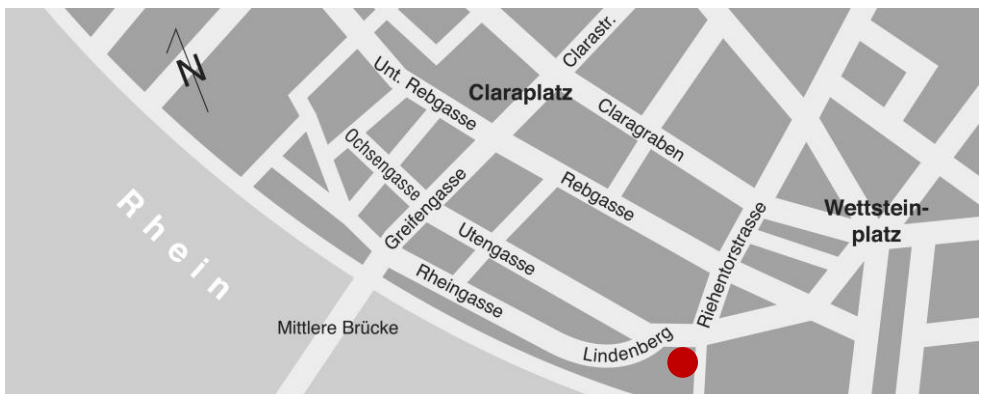 N
Clarastr.
Unt. Rebgasse
Claraplatz
Claragraben
Ochsengasse
Greifengasse
Rebgasse
Rhein
Utengasse
Wettstein-
platz
Riehentorstrasse
Rheingasse
Mittlere Brücke
Lindenberg